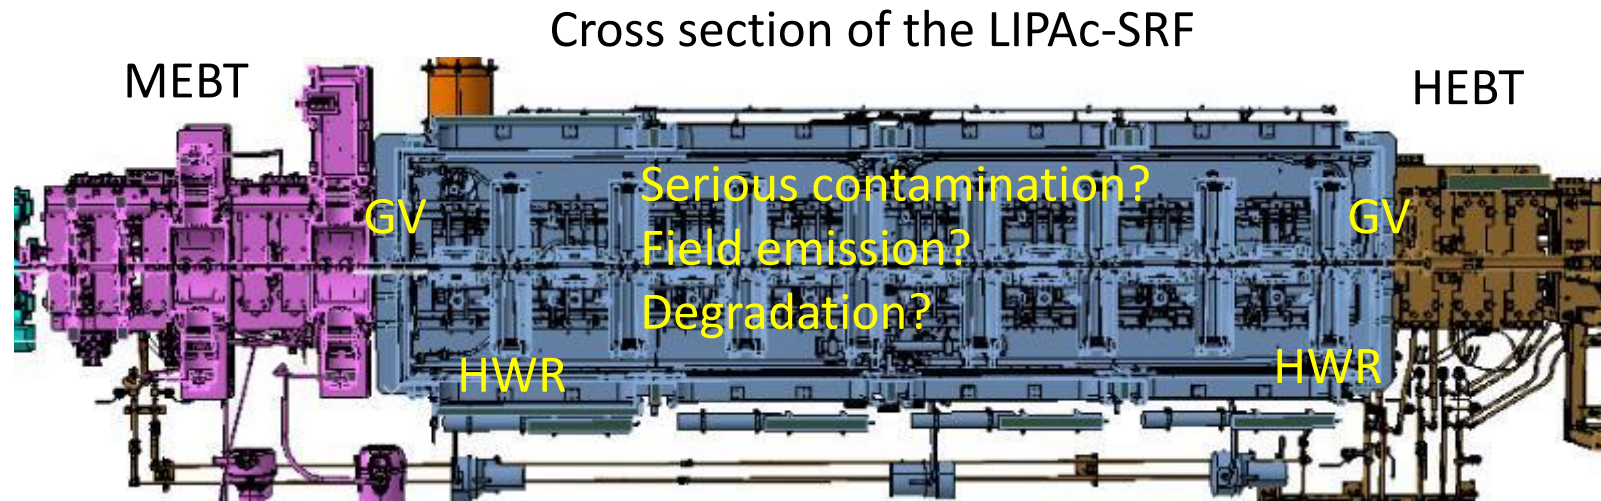 Cross section of the LIPAc-SRF
MEBT
HEBT
Serious contamination?
GV
GV
Field emission?
Degradation?
HWR
HWR